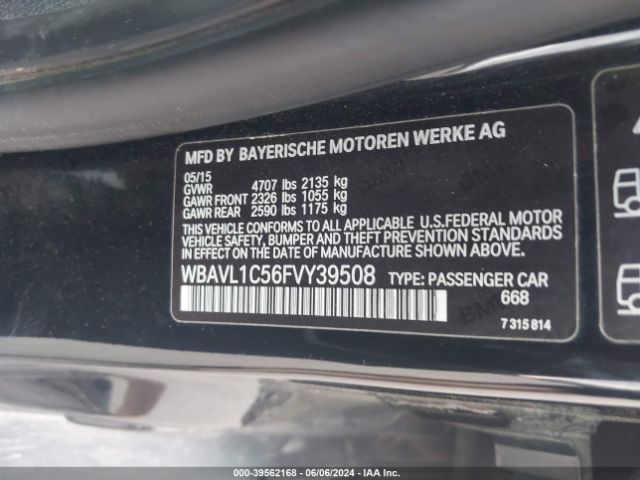 MFD BY BAYERISCHE MOTOREN WERKE AG
05/15
GVWR 4707 lbs 2135 kg
GAWR FRONT 2326 lbs 1055 kg
GAWR REAR 2590 lbs 1175 kg
THIS VEHICLE CONFORMS TO ALL APPLICABLE U.S.FEDERAL MOTOR
VEHICLE SAFETY, BUMPER AND THEFT PREVENTION STANDARDS
IN EFFECT ON THE DATE OF MANUFACTURE SHOWN ABOVE.
WBAVL1C56FVY39508 TYPE: PASSENGER CAR
668
7 315 814
000-39562168 - 06/06/2024 - IAA Inc.